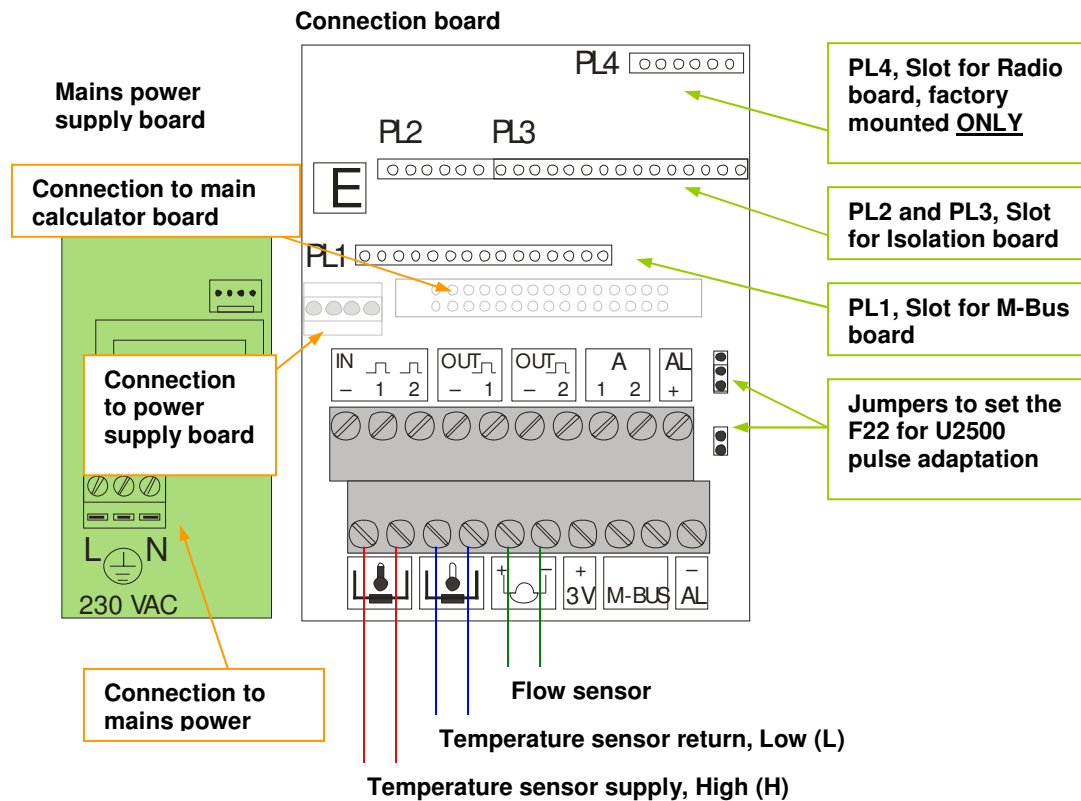 Connection board
PL4
PL4, Slot for Radio
board, factory
mounted ONLY
Mains power
supply board
PL2
PL3
Connection to main
calculator board
E
PL2 and PL3, Slot
for Isolation board
PL1
PL1, Slot for M-Bus
board
IN
– 1 2
OUT
– 1
OUT
– 2
A
1 2
AL
+
Connection
to power
supply board
Jumpers to set the
F22 for U2500
pulse adaptation
L N
230 VAC
+ –
+
3V
M-BUS
–
AL
Connection to
mains power
Flow sensor
Temperature sensor return, Low (L)
Temperature sensor supply, High (H)